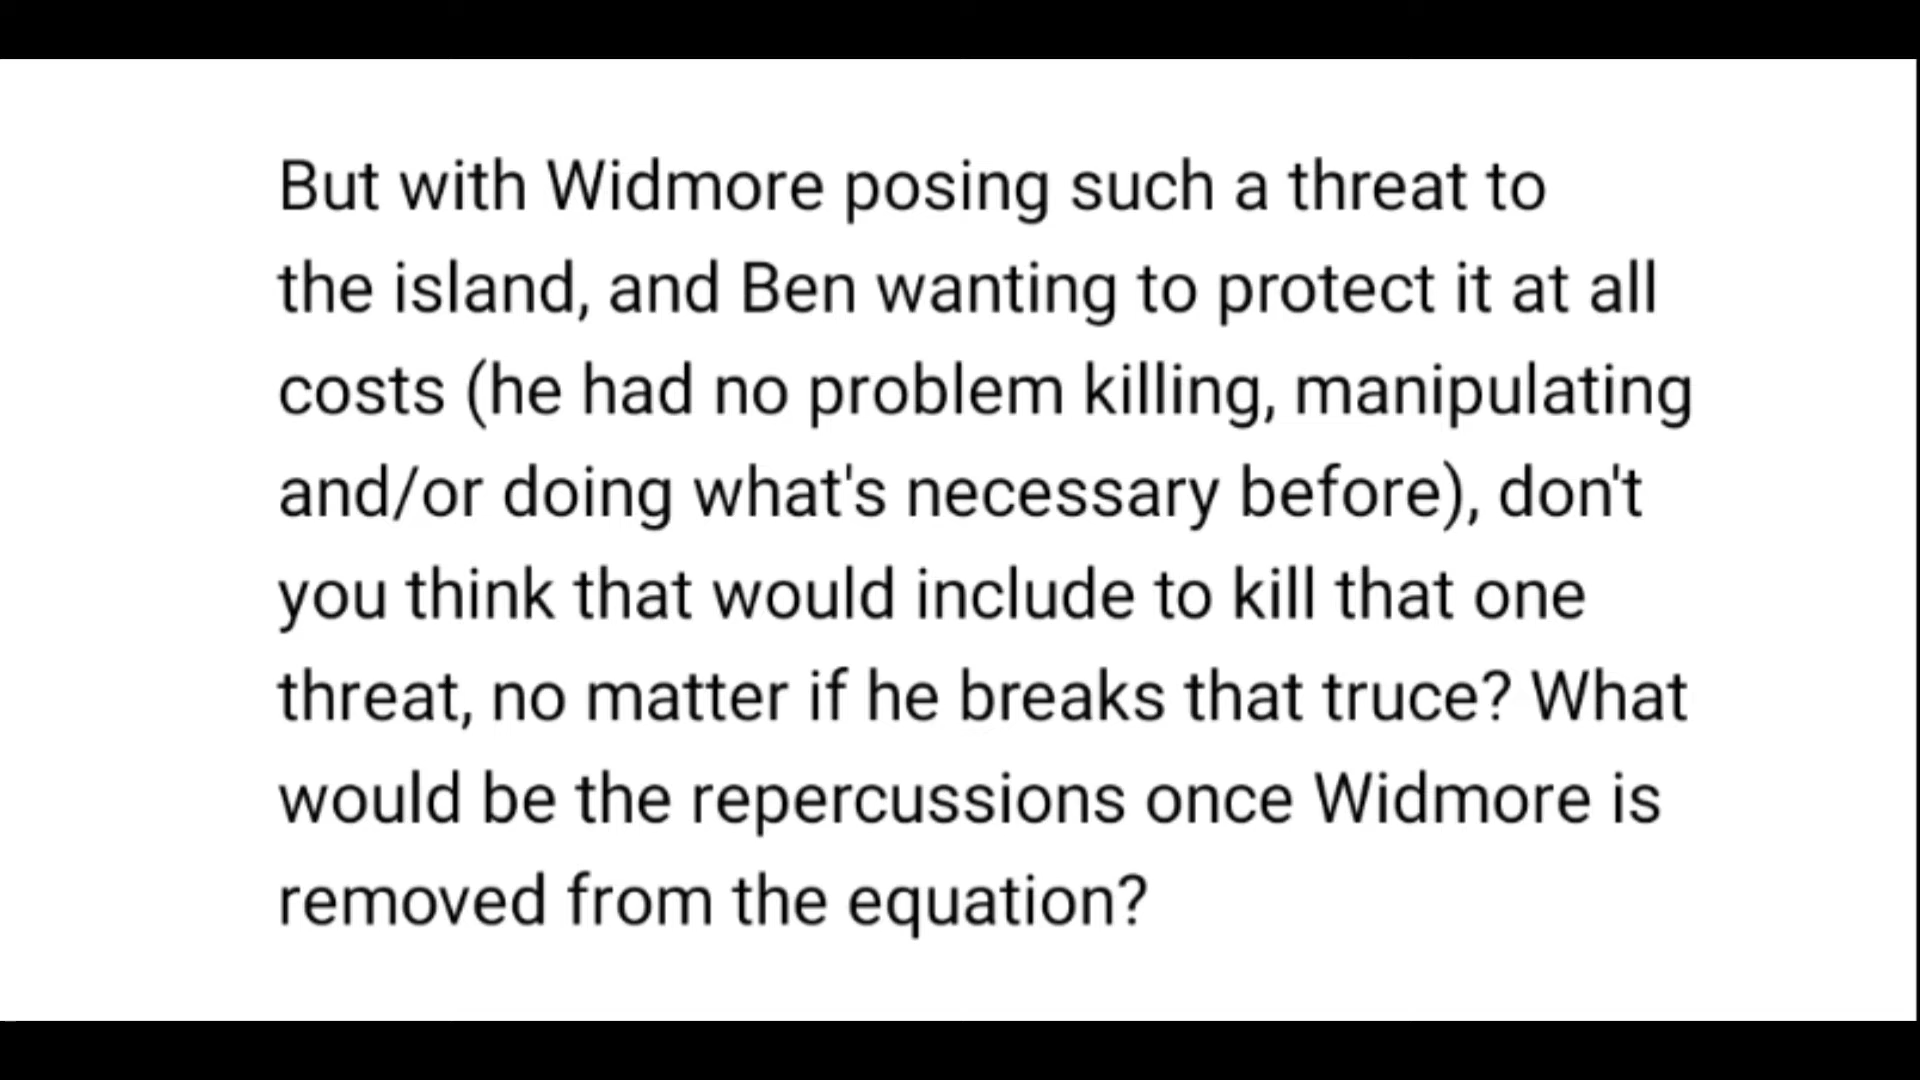 But with Widmore posing such a threat to
the island, and Ben wanting to protect it at all
costs (he had no problem killing, manipulating
and/or doing what's necessary before), don't
you think that would include to kill that one
threat, no matter if he breaks that truce? What
would be the repercussions once Widmore is
removed from the equation?